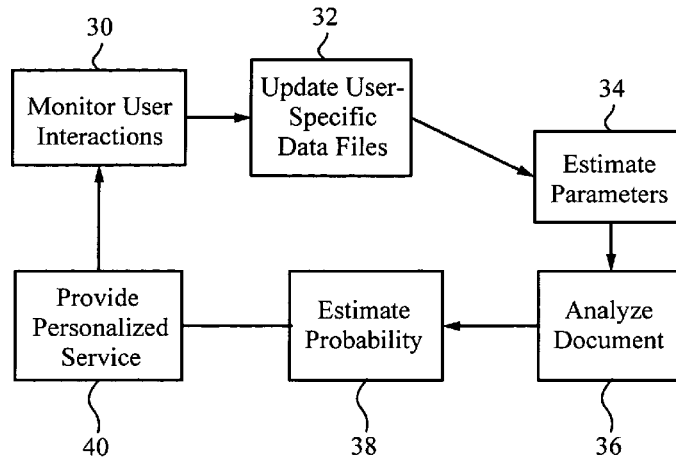 30
Monitor User
Interactions
32
Update User-
Specific
Data Files
34
Estimate
Parameters
Provide
Personalized
Service
40
Estimate
Probability
38
Analyze
Document
36